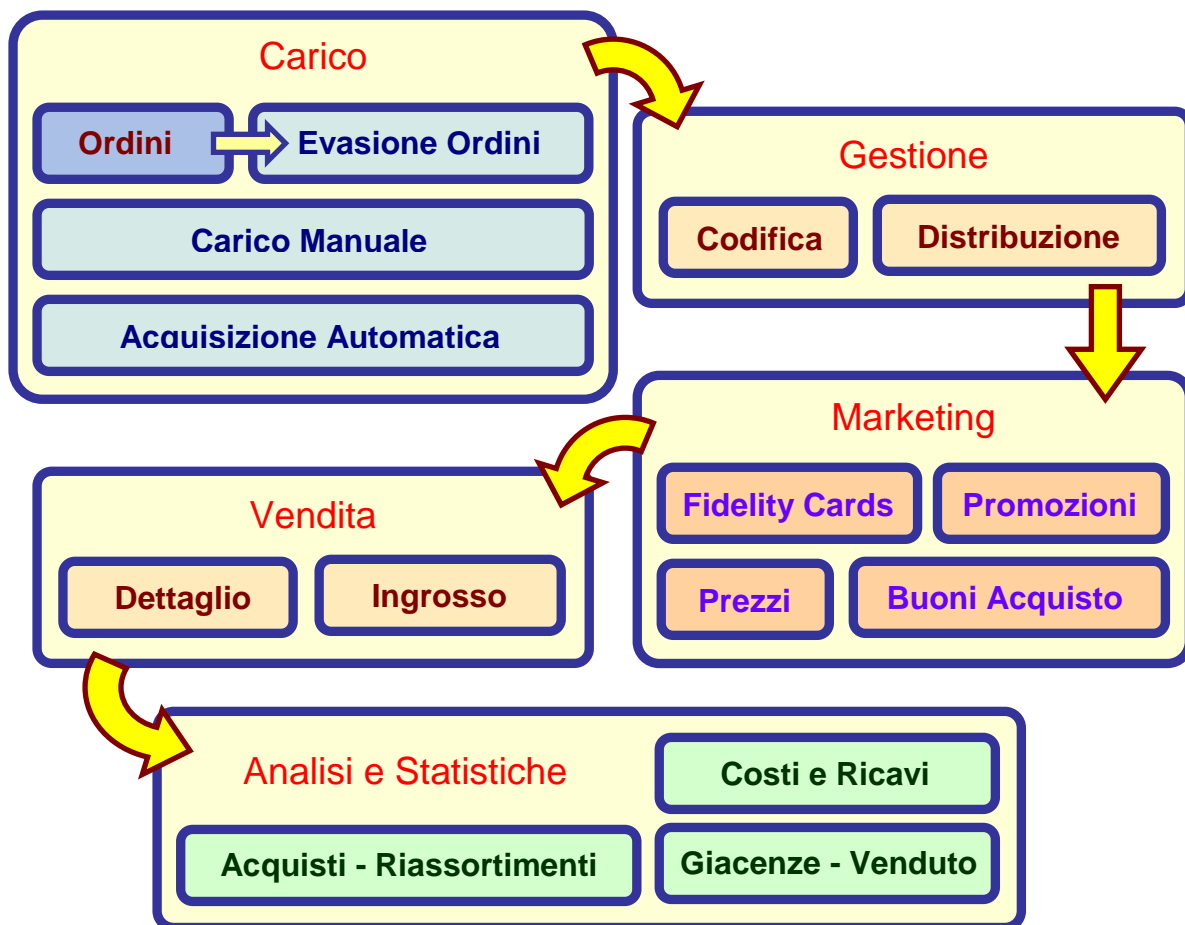 Carico
Ordini
Evasione Ordini
Carico Manuale
Acquisizione Automatica
Gestione
Codifica
Distribuzione
Marketing
Fidelity Cards
Promozioni
Prezzi
Buoni Acquisto
Vendita
Dettaglio
Ingrosso
Analisi e Statistiche
Costi e Ricavi
Acquisti - Riassortimenti
Giacenze - Venduto